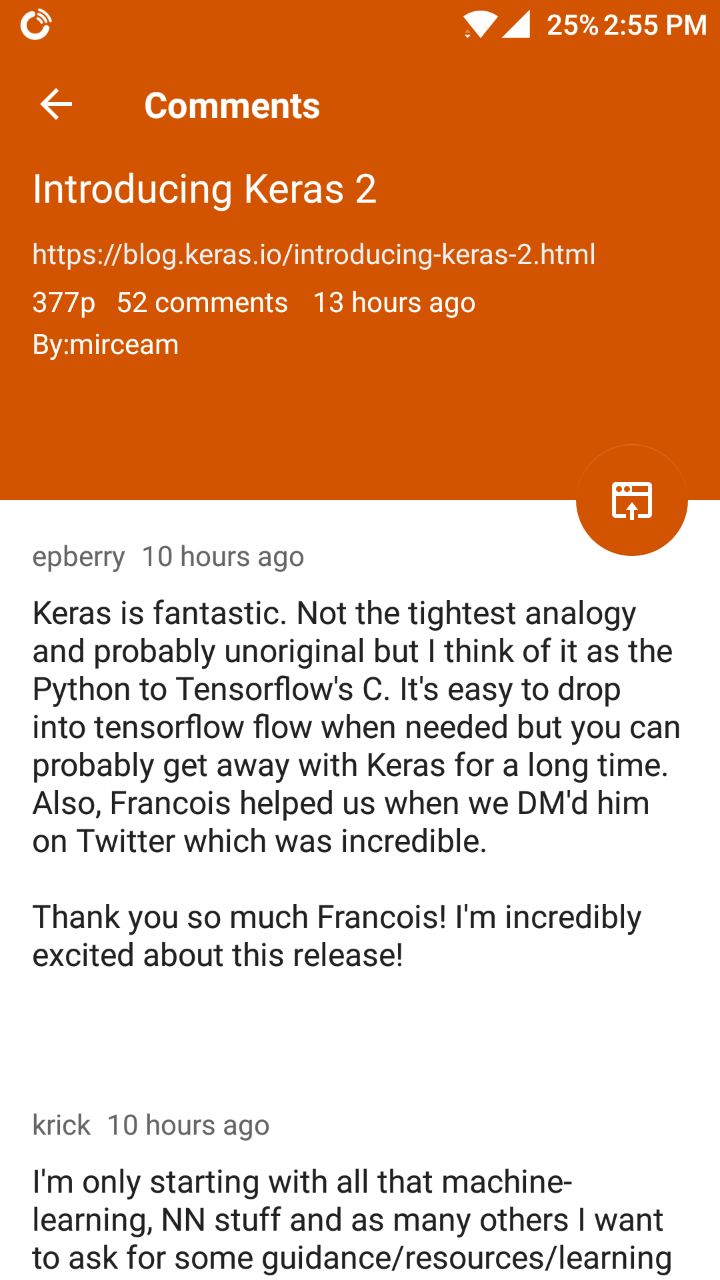 25% 2:55 PM
Comments
Introducing Keras 2
https://blog.keras.io/introducing-keras-2.html
377p 52 comments 13 hours ago
By:mirceam
epberry 10 hours ago
Keras is fantastic. Not the tightest analogy
and probably unoriginal but I think of it as the
Python to Tensorflow's C. It's easy to drop
into tensorflow flow when needed but you can
probably get away with Keras for a long time.
Also, Francois helped us when we DM'd him
on Twitter which was incredible.
Thank you so much Francois! I'm incredibly
excited about this release!
krick 10 hours ago
I'm only starting with all that machine-
learning, NN stuff and as many others I want
to ask for some guidance/resources/learning